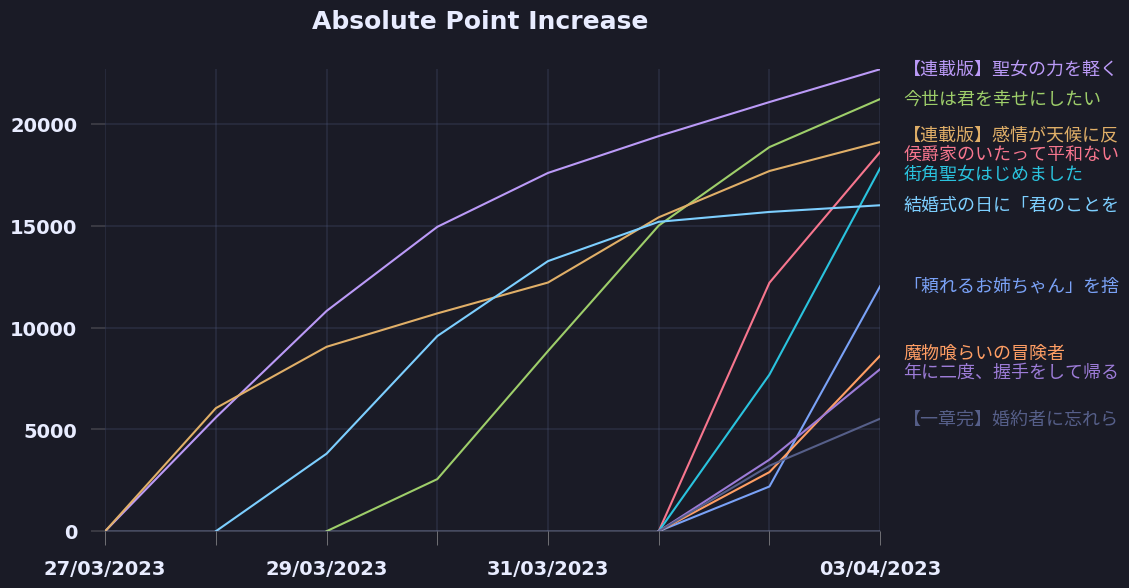 Absolute Point Increase
20000
15000
10000
5000
0
27/03/2023
29/03/2023
31/03/2023
03/04/2023
【連載版】聖女の力を軽く
今世は君を幸せにしたい
【連載版】感情が天候に反
侯爵家のいたって平和ない
街角聖女はじめました
結婚式の日に「君のことを
「頼れるお姉ちゃん」を捨
魔物喰らいの冒険者
年に二度、握手をして帰る
【一章完】婚約者に忘れら